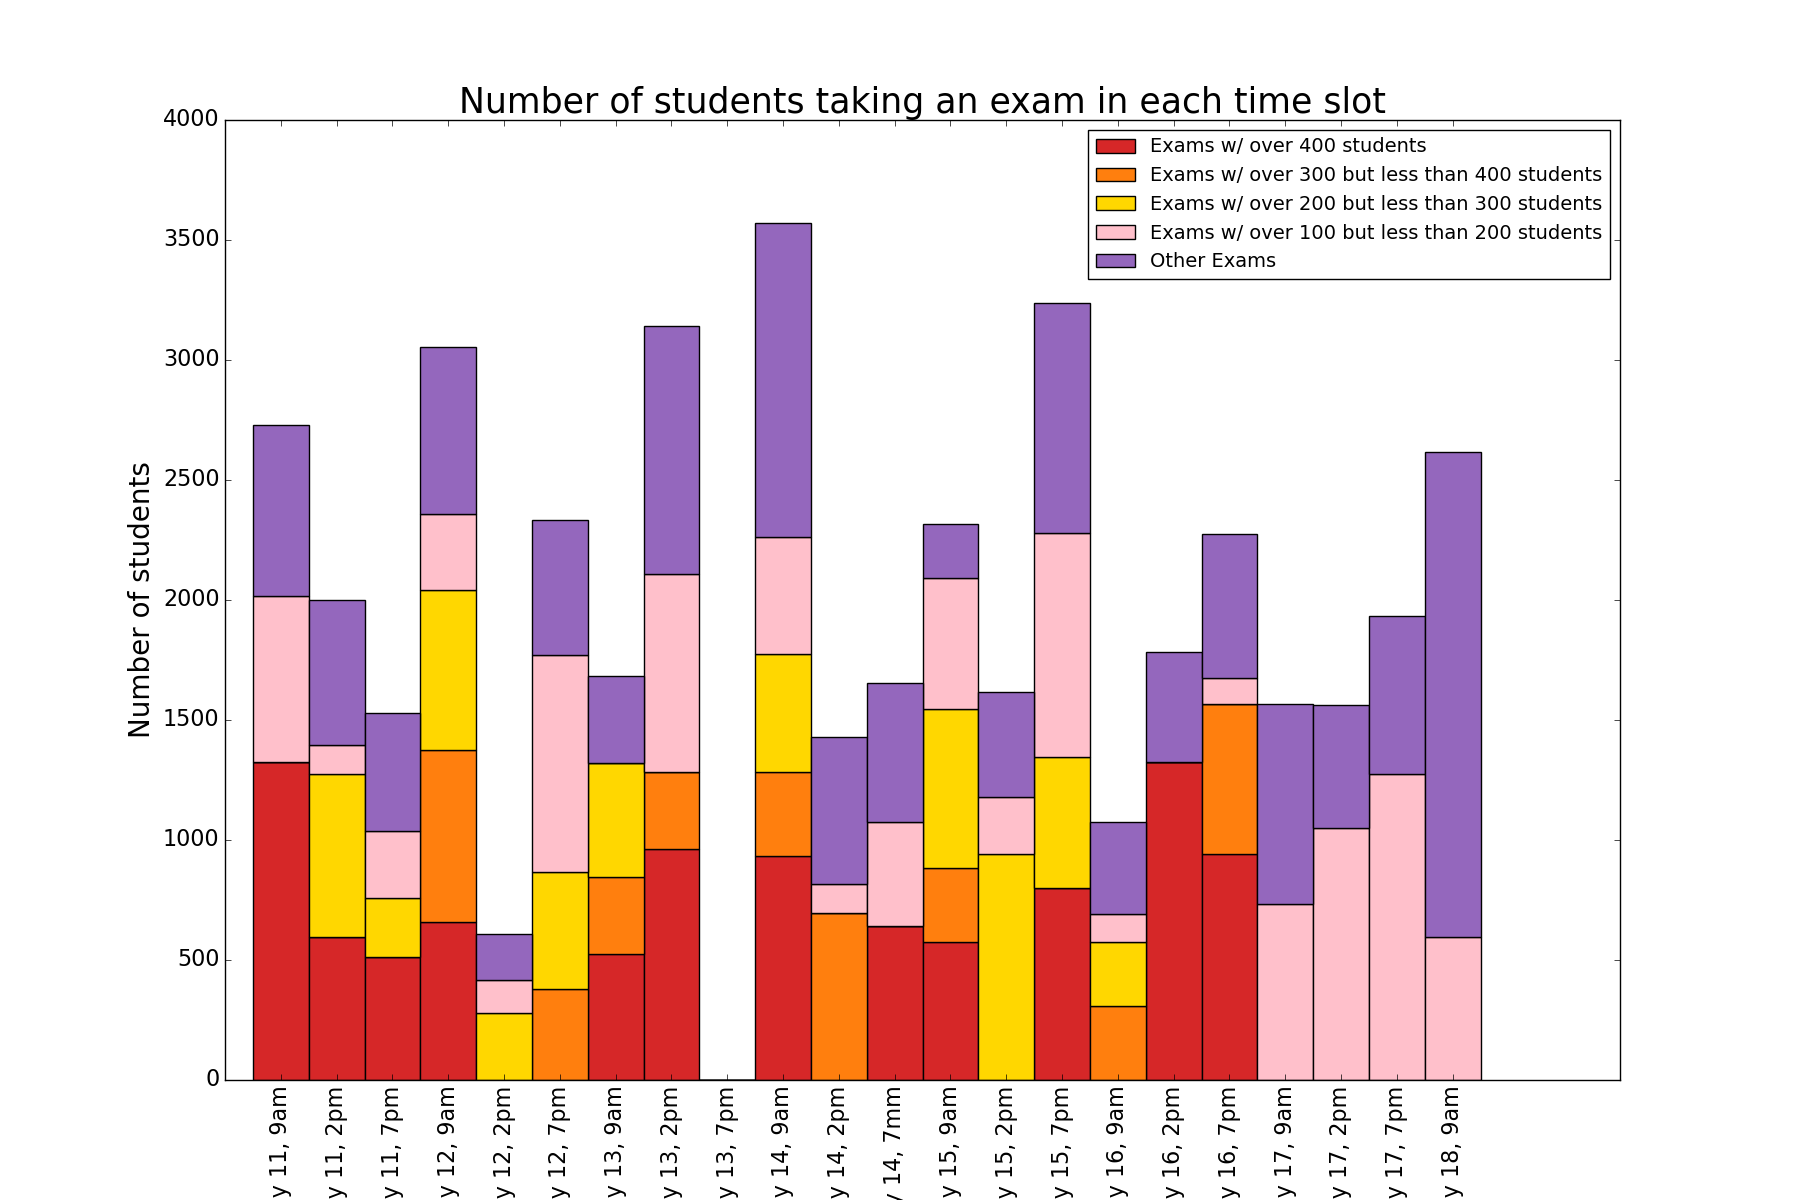 Number of students taking an exam in each time slot
4000
3500
3000
2500
2000
1500
1000
500
0
Number of students
Exams w/ over 400 students
Exams w/ over 300 but less than 400 students
Exams w/ over 200 but less than 300 students
Exams w/ over 100 but less than 200 students
Other Exams
y 11, 9am
y 11, 2pm
y 11, 7pm
y 12, 9am
y 12, 2pm
y 12, 7pm
y 13, 9am
y 13, 2pm
y 13, 7pm
y 14, 9am
y 14, 2pm
y 14, 7mm
y 15, 9am
y 15, 2pm
y 15, 7pm
y 16, 9am
y 16, 2pm
y 16, 7pm
y 17, 9am
y 17, 2pm
y 17, 7pm
y 18, 9am